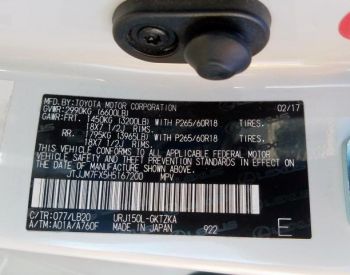 MFD.BY:TOYOTA MOTOR CORPORATION 02/17
GVWR:2990KG (6600LB)
GAWR:FRT. 1450KG (3200LB) WITH P265/60R18 TIRES.
18X7 1/2J RIMS.
RR. 1795KG (3965LB) WITH P265/60R18 TIRES.
18X7 1/2J RIMS.
THIS VEHICLE CONFORMS TO ALL APPLICABLE
FEDERAL MOTOR VEHICLE SAFETY AND THEFT
PREVENTION STANDARDS IN EFFECT ON THE
DATE OF MANUFACTURE SHOWN ABOVE.
JTJJM7FX5H5167200 MPV
C/TR:077/LB20 URJ150L-GKTZKA
A/TM:A01A/A760F MADE IN JAPAN 922 E